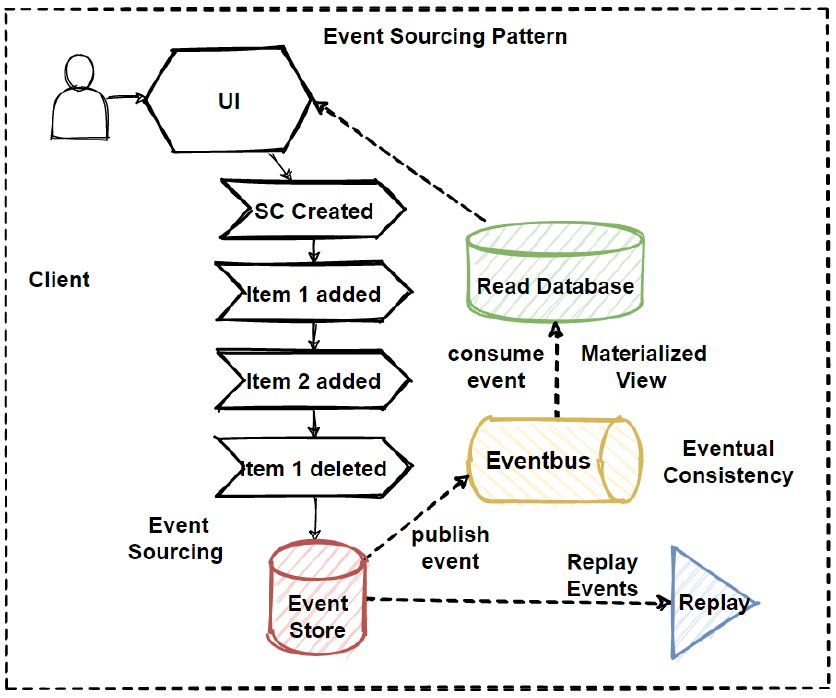 Event Sourcing Pattern
UI
SC Created
Client
Item 1 added
Read Database
consume
event
Materialized
View
Item 2 added
Eventbus
Eventual
Consistency
Item 1 deleted
Event
Sourcing
publish
event
Replay
Events
Event
Store
Replay